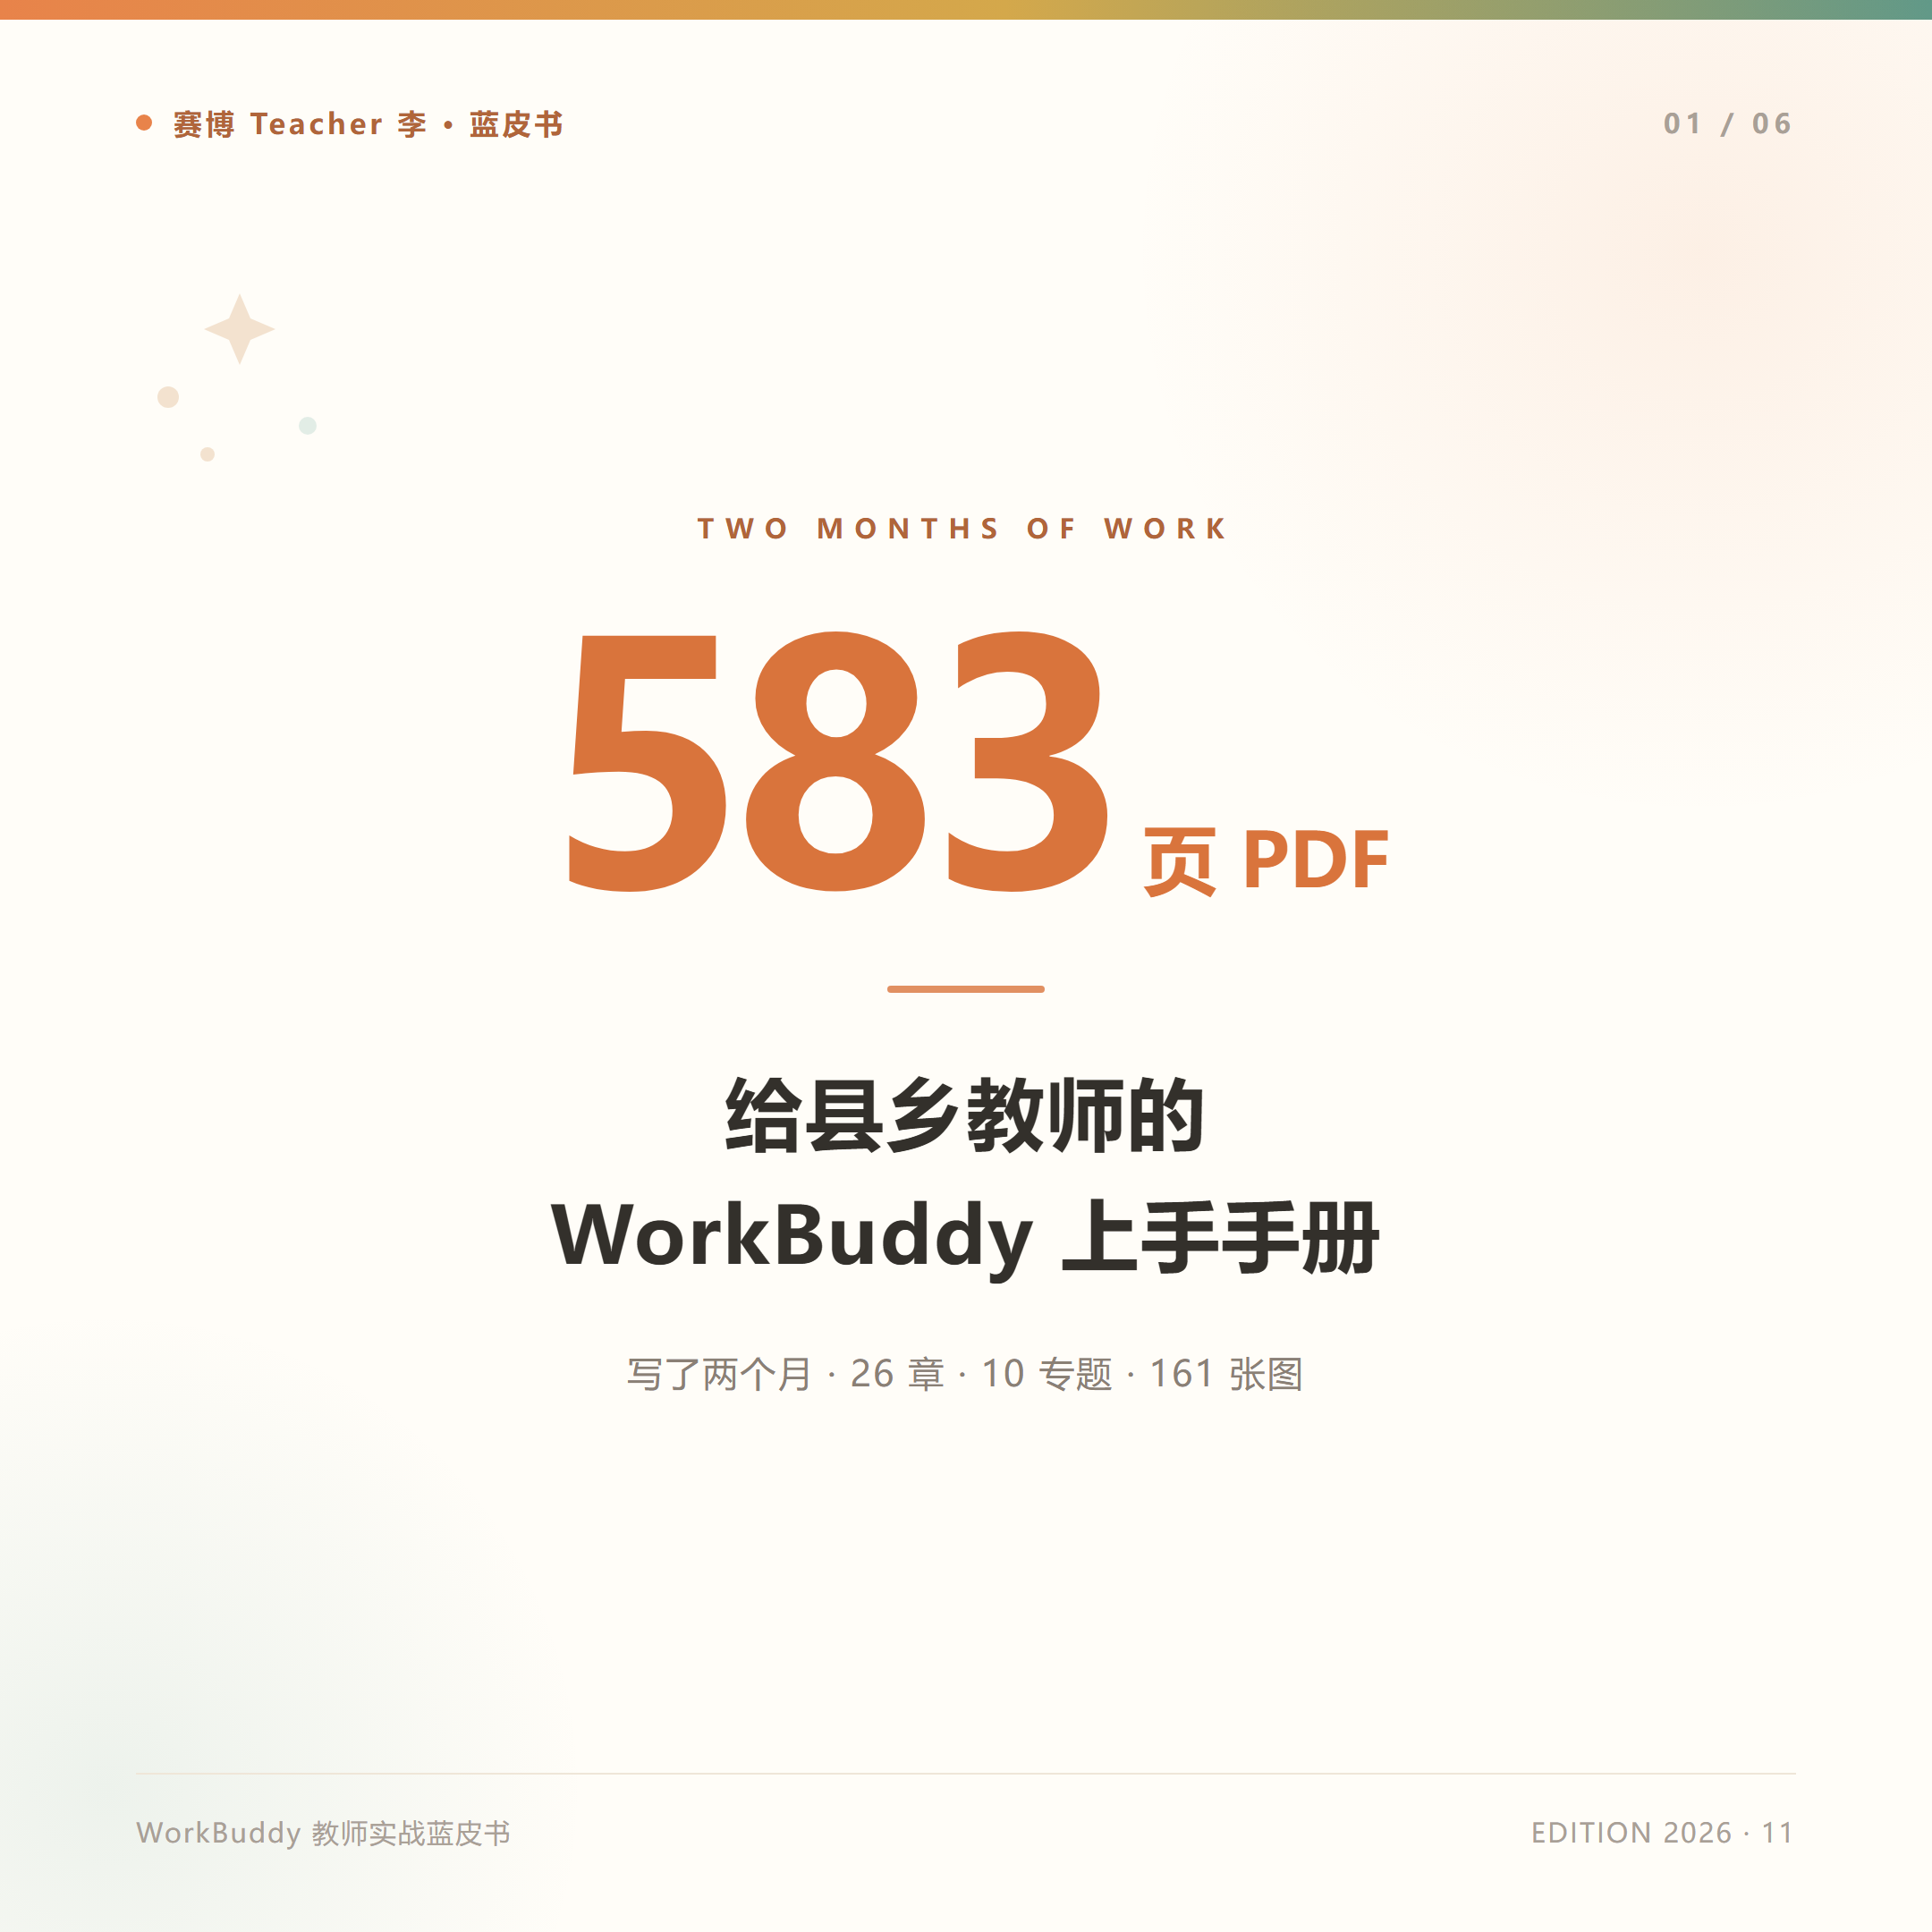 赛博 Teacher 李 · 蓝皮书
01 / 06
TWO MONTHS OF WORK
583 页 PDF
给县乡教师的
WorkBuddy 上手手册
写了两个月 · 26 章 · 10 专题 · 161 张图
WorkBuddy 教师实战蓝皮书
EDITION 2026 · 11